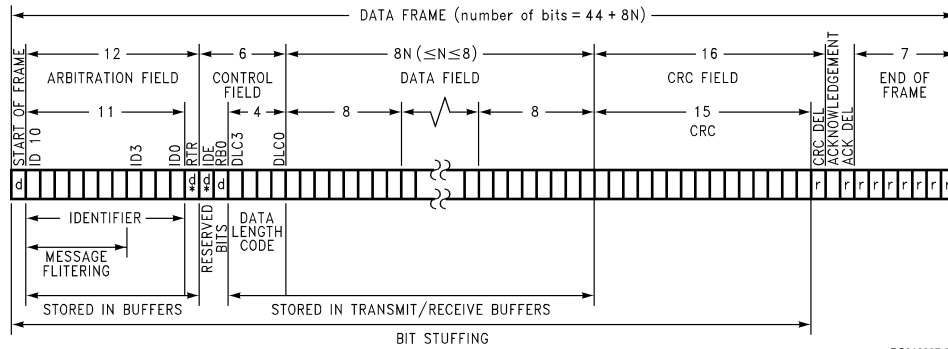 DATA FRAME (number of bits = 44 + 8N)
12
ARBITRATION FIELD
6
CONTROL
FIELD
8N (≤N≤8)
DATA FIELD
16
CRC FIELD
7
END OF
FRAME
11
4
8
8
15
CRC
START OF FRAME
ID 10
ID3
ID0
RTR
IDE
RB0
DLC3
DLC0
CRC DEL
ACKNOWLEDGEMENT
ACK DEL
d d * d * d r r r r r r r r r
IDENTIFIER
MESSAGE
FLITERING
RESERVED
BITS
DATA
LENGTH
CODE
STORED IN BUFFERS
STORED IN TRANSMIT/RECEIVE BUFFERS
BIT STUFFING